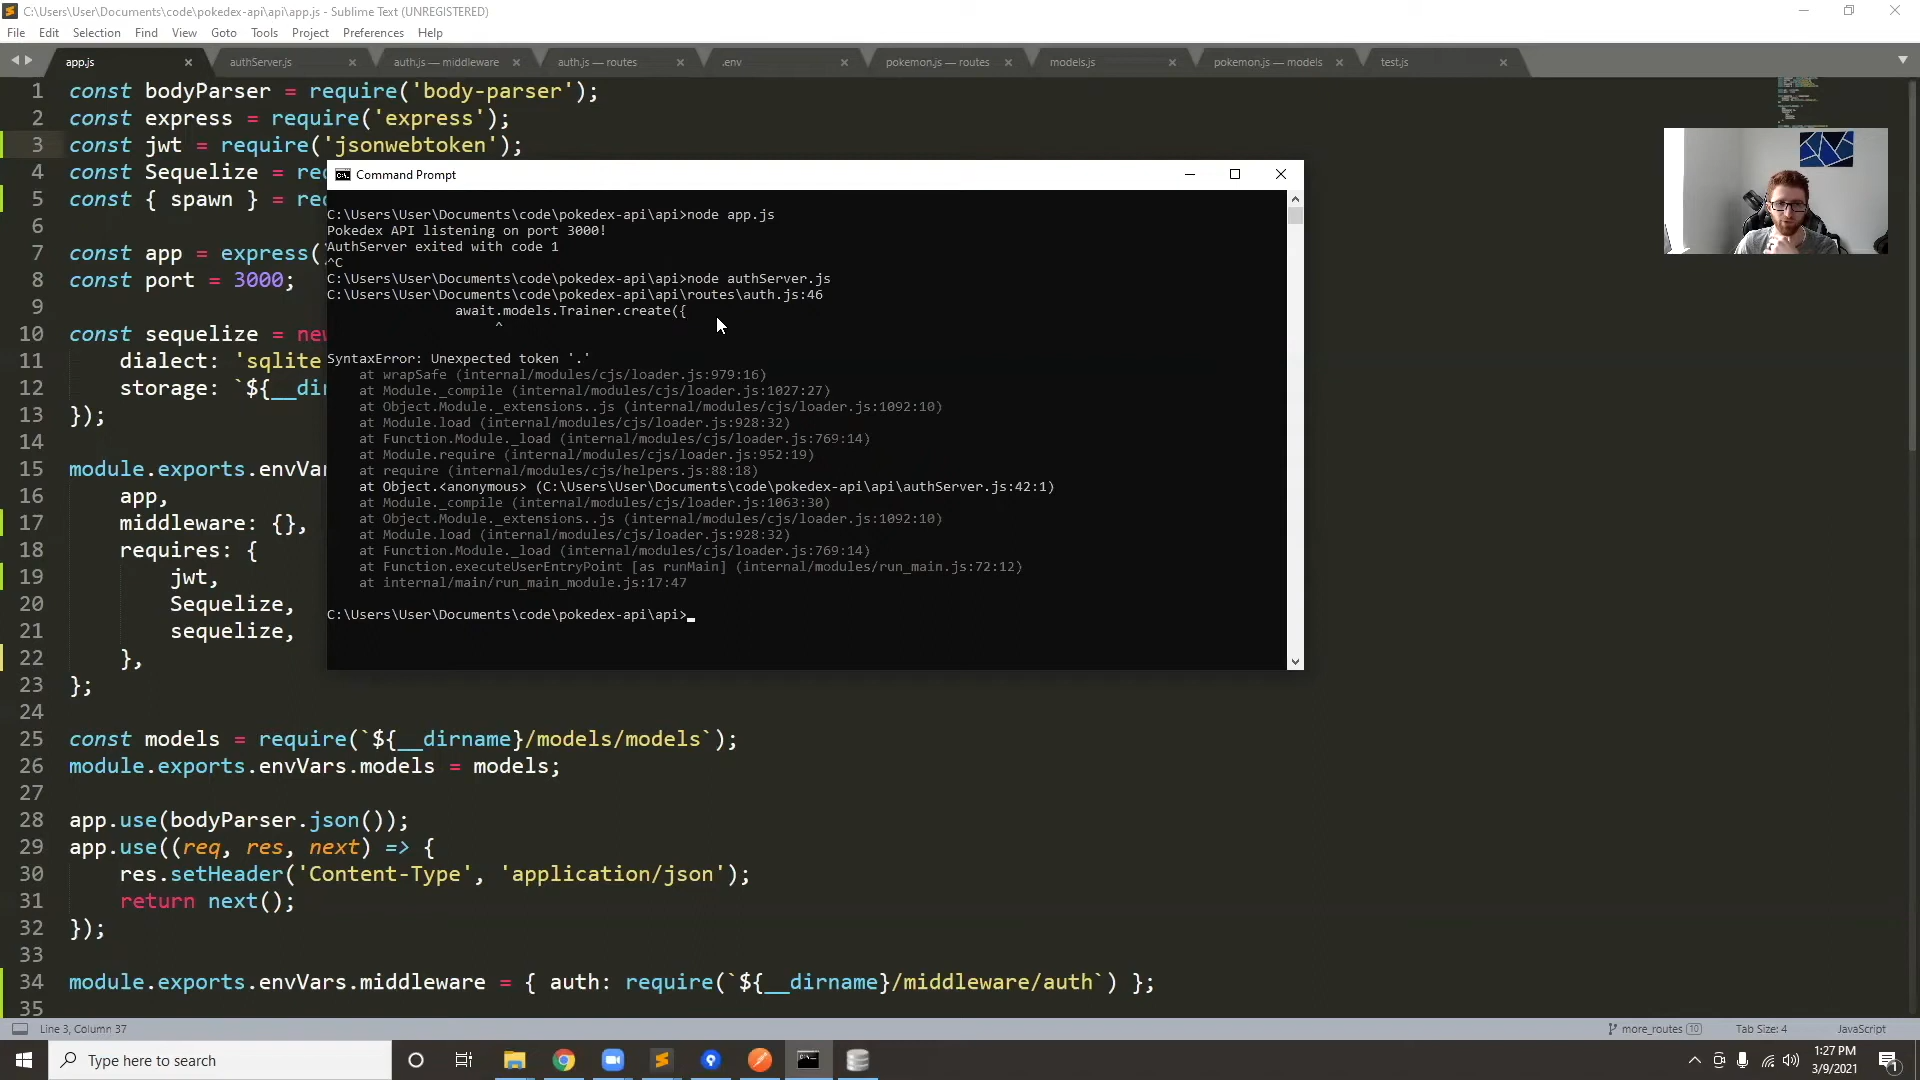 C:\Users\User\Documents\code\pokedex-api\api\app.js - Sublime Text (UNREGISTERED)
File Edit Selection Find View Goto Tools Project Preferences Help
app.js authServer.js auth.js — middleware auth.js — routes .env pokemon.js — routes models.js pokemon.js — models test.js
1 const bodyParser = require('body-parser');
2 const express = require('express');
3 const jwt = require('jsonwebtoken');
4 const Sequelize = re
5 const { spawn } = re
6
7 const app = express(
8 const port = 3000;
9
10 const sequelize = new
11 dialect: 'sqlite
12 storage: `${__dir
13 });
14
15 module.exports.envVar
16 app,
17 middleware: {},
18 requires: {
19 jwt,
20 Sequelize,
21 sequelize,
22 },
23 };
24
25 const models = require(`${__dirname}/models/models`);
26 module.exports.envVars.models = models;
27
28 app.use(bodyParser.json());
29 app.use((req, res, next) => {
30 res.setHeader('Content-Type', 'application/json');
31 return next();
32 });
33
34 module.exports.envVars.middleware = { auth: require(`${__dirname}/middleware/auth`) };
35
Command Prompt
C:\Users\User\Documents\code\pokedex-api\api>node app.js
Pokedex API listening on port 3000!
AuthServer exited with code 1
^C
C:\Users\User\Documents\code\pokedex-api\api>node authServer.js
C:\Users\User\Documents\code\pokedex-api\api\routes\auth.js:46
await.models.Trainer.create({
^
SyntaxError: Unexpected token '.'
at wrapSafe (internal/modules/cjs/loader.js:979:16)
at Module._compile (internal/modules/cjs/loader.js:1027:27)
at Object.Module._extensions..js (internal/modules/cjs/loader.js:1092:10)
at Module.load (internal/modules/cjs/loader.js:928:32)
at Function.Module._load (internal/modules/cjs/loader.js:769:14)
at Module.require (internal/modules/cjs/loader.js:952:19)
at require (internal/modules/cjs/helpers.js:88:18)
at Object.<anonymous> (C:\Users\User\Documents\code\pokedex-api\api\authServer.js:42:1)
at Module._compile (internal/modules/cjs/loader.js:1063:30)
at Object.Module._extensions..js (internal/modules/cjs/loader.js:1092:10)
at Module.load (internal/modules/cjs/loader.js:928:32)
at Function.Module._load (internal/modules/cjs/loader.js:769:14)
at Function.executeUserEntryPoint [as runMain] (internal/modules/run_main.js:72:12)
at internal/main/run_main_module.js:17:47
C:\Users\User\Documents\code\pokedex-api\api>_
Line 3, Column 37 more_routes 10 Tab Size: 4 JavaScript
Type here to search
1:27 PM
3/9/2021
1